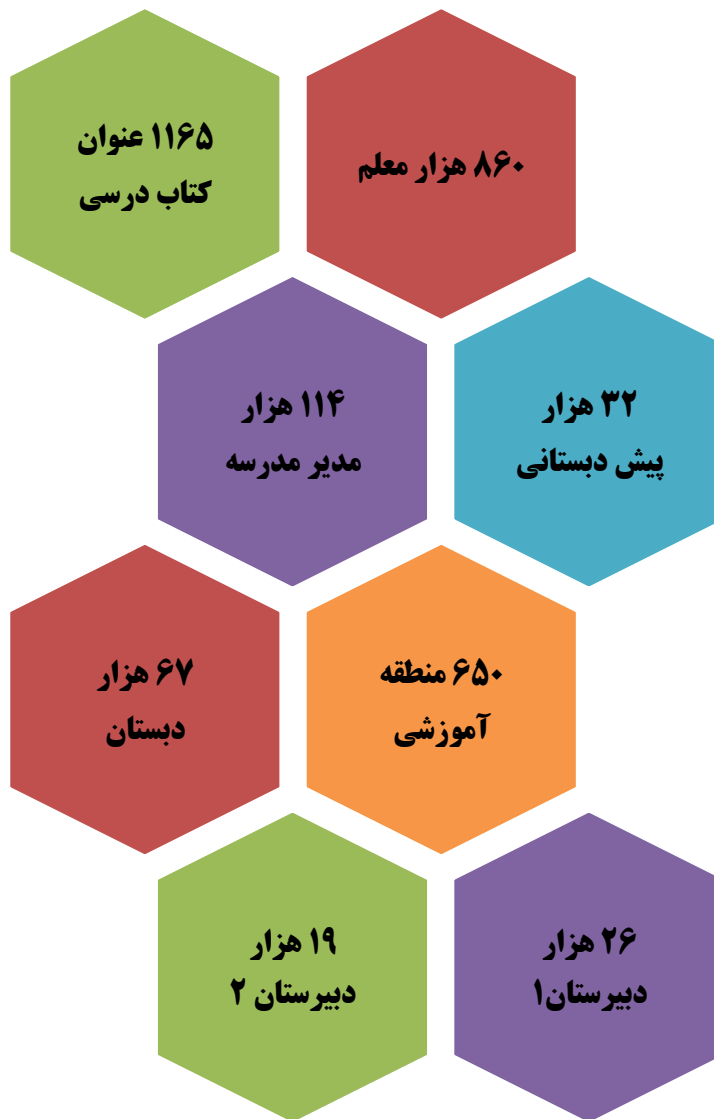 ۸۶۰ هزار معلم
۱۱۶۵ عنوان
کتاب درسی
۳۲ هزار
پیش دبستانی
۱۱۴ هزار
مدیر مدرسه
۶۵۰ منطقه
آموزشی
۶۷ هزار
دبستان
۲۶ هزار
دبیرستان۱
۱۹ هزار
دبیرستان ۲